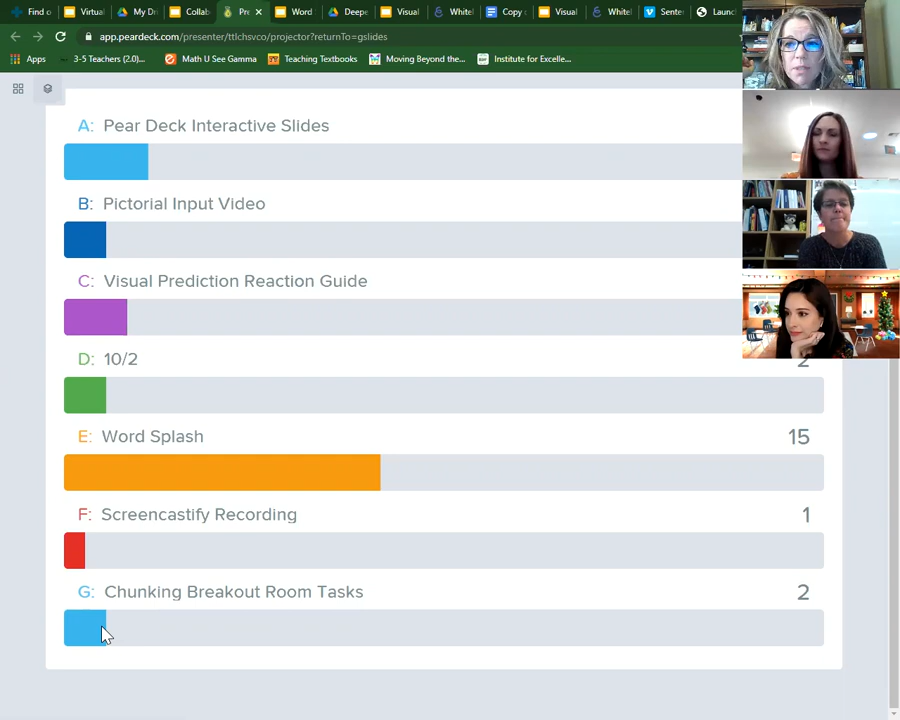 Find o
Virtual
My Dr
Collab
Pre
Word
Deepe
Visual
Whitel
Copy o
Visual
Whitel
Senter
Launc
app.peardeck.com/presenter/ttlchsvco/projector?returnTo=gslides
Apps
3-5 Teachers (2.0)...
Math U See Gamma
Teaching Textbooks
Moving Beyond the...
Institute for Excelle...
A: Pear Deck Interactive Slides
B: Pictorial Input Video
C: Visual Prediction Reaction Guide
D: 10/2 2
E: Word Splash 15
F: Screencastify Recording 1
G: Chunking Breakout Room Tasks 2